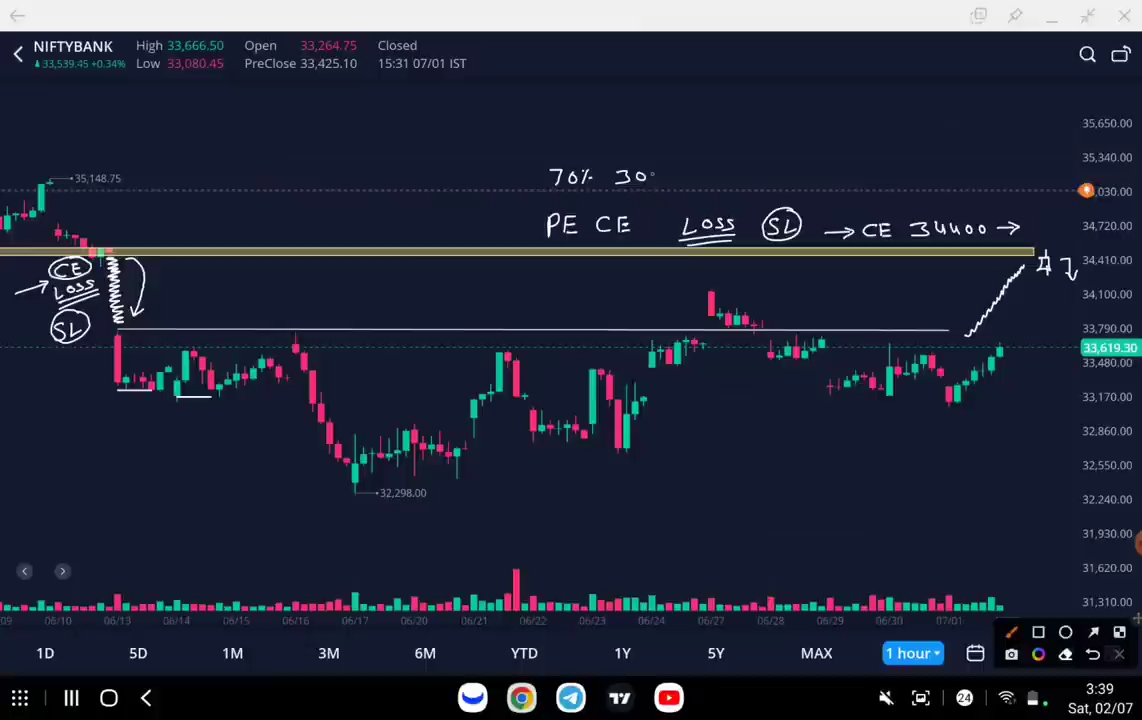 NIFTYBANK High 33,666.50 Open 33,264.75 Closed
▲33,539.45 +0.34% Low 33,080.45 PreClose 33,425.10 15:31 07/01 IST
35,650.00
35,340.00
35,148.75
70% 30%
,030.00
PE CE Loss SL → CE 34400 →
34,720.00
34,410.00
CE
Loss
SL
34,100.00
33,790.00
33,619.30
33,480.00
33,170.00
32,860.00
32,550.00
32,298.00
32,240.00
31,930.00
31,620.00
31,310.00
09 06/10 06/13 06/14 06/15 06/16 06/17 06/20 06/21 06/22 06/23 06/24 06/27 06/28 06/29 06/30 07/01
1D 5D 1M 3M 6M YTD 1Y 5Y MAX 1 hour
24 3:39
Sat, 02/07